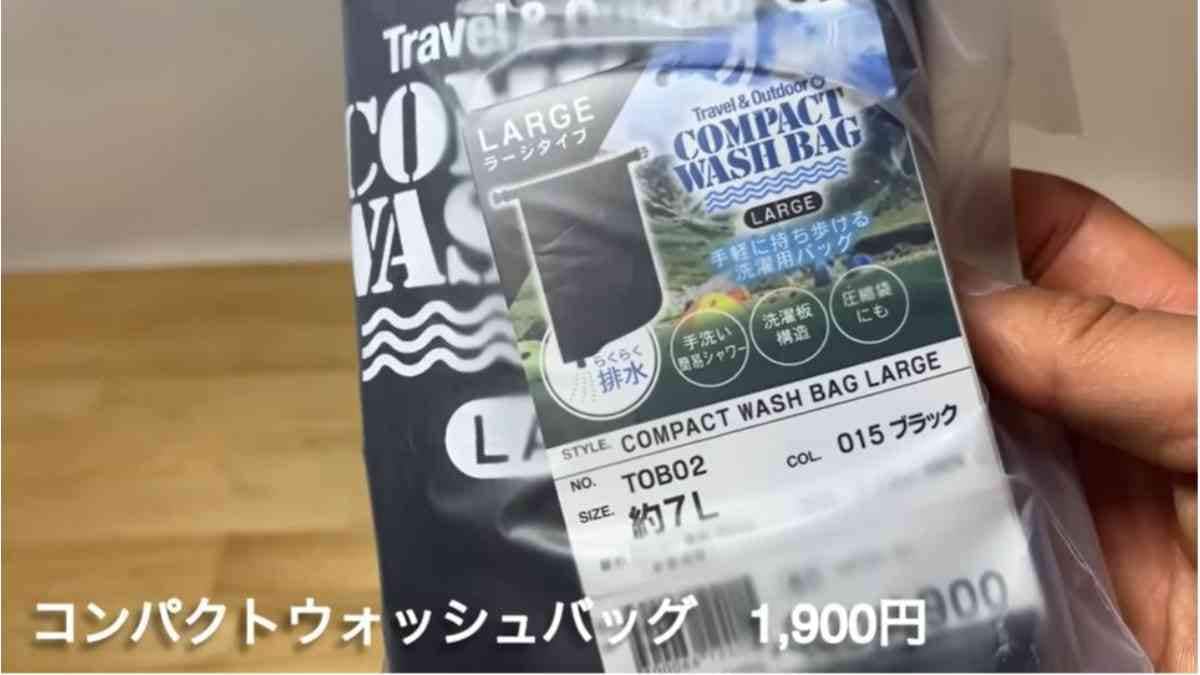 Travel & Outdoor
LARGE
ラージタイプ
Travel & Outdoor
COMPACT
WASH BAG
LARGE
手軽に持ち歩ける
洗濯用バッグ
らくらく
排水
手洗い
簡易シャワー
洗濯板
構造
圧縮袋
にも
STYLE. COMPACT WASH BAG LARGE
NO. TOB02 COL. 015 ブラック
SIZE. 約7L
コンパクトウォッシュバッグ 1,900円